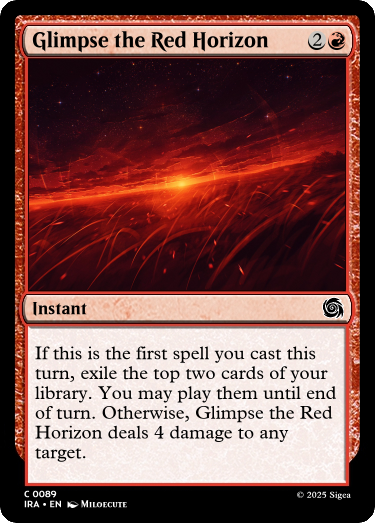 Glimpse the Red Horizon 2
Instant
If this is the first spell you cast this
turn, exile the top two cards of your
library. You may play them until end
of turn. Otherwise, Glimpse the Red
Horizon deals 4 damage to any
target.
C 0089
IRA • EN Miloecute
© 2025 Sigea